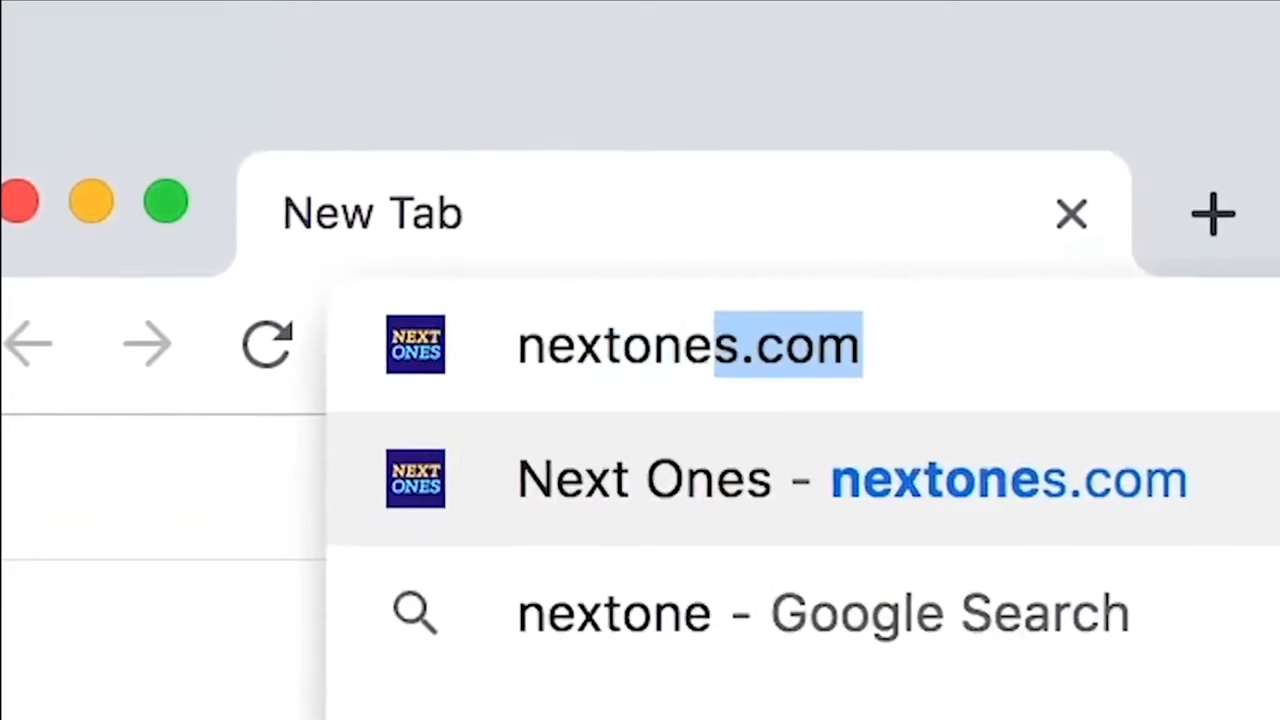 New Tab
NEXT
ONES
nextones.com
NEXT
ONES
Next Ones - nextones.com
nextone - Google Search